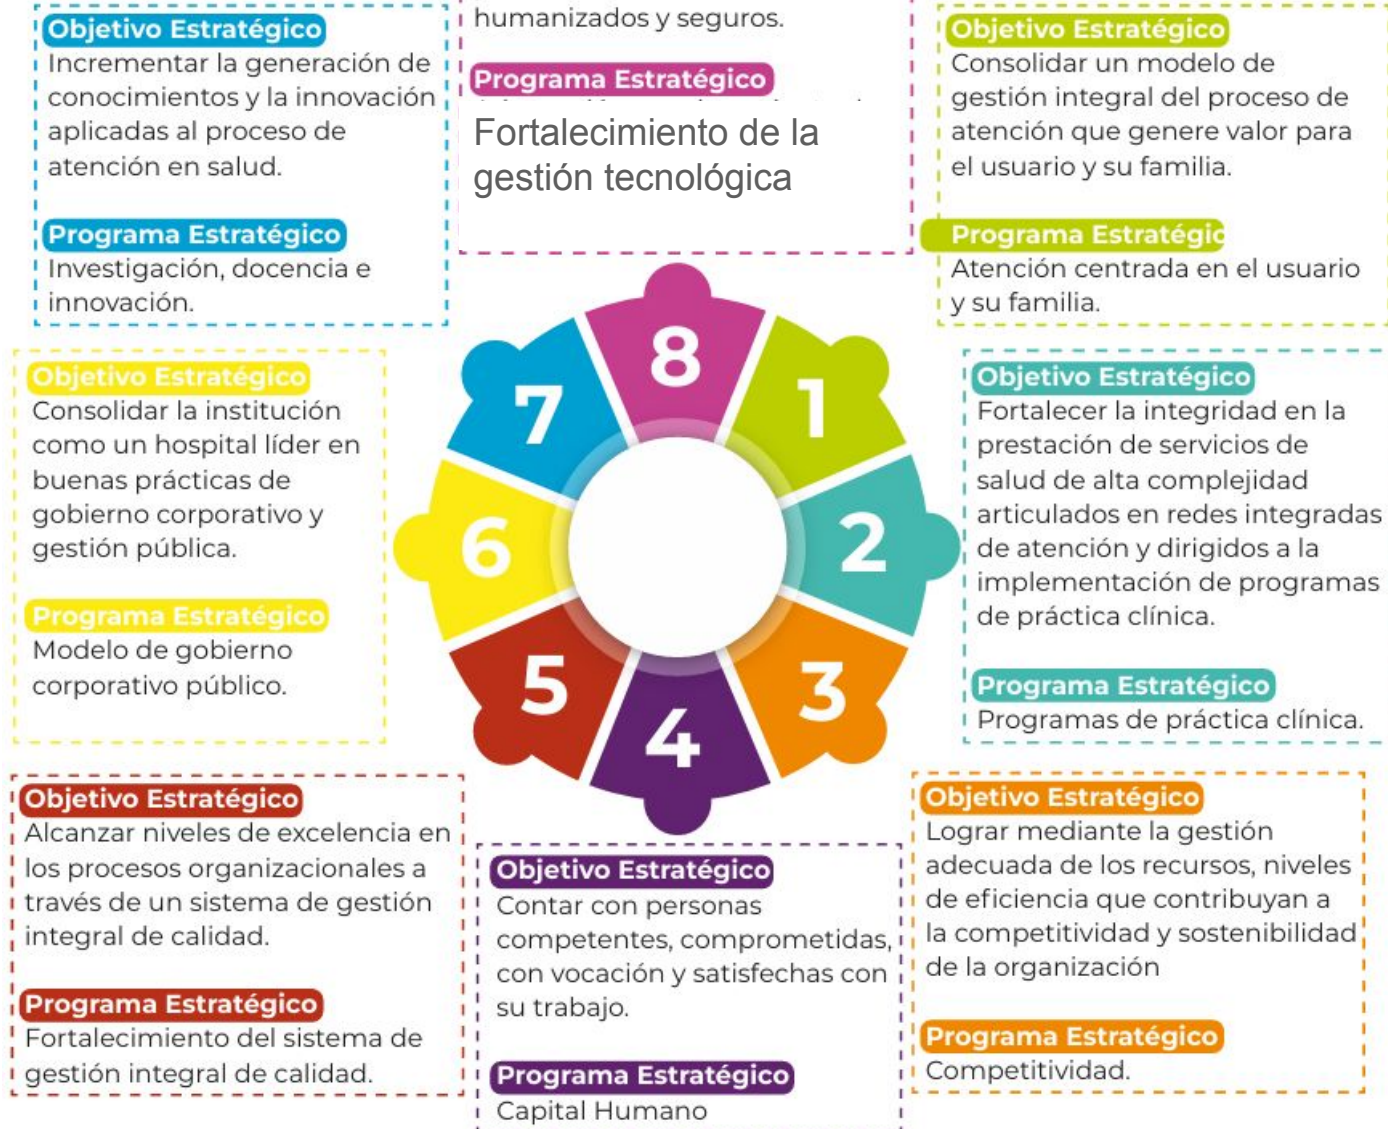 Objetivo Estratégico
Incrementar la generación de
conocimientos y la innovación
aplicadas al proceso de
atención en salud.
Programa Estratégico
Investigación, docencia e
innovación.
humanizados y seguros.
Programa Estratégico
Fortalecimiento de la
gestión tecnológica
Objetivo Estratégico
Consolidar un modelo de
gestión integral del proceso de
atención que genere valor para
el usuario y su familia.
Programa Estratégic
Atención centrada en el usuario
y su familia.
8
7
1
6
2
5
3
4
Objetivo Estratégico
Consolidar la institución
como un hospital líder en
buenas prácticas de
gobierno corporativo y
gestión pública.
Programa Estratégico
Modelo de gobierno
corporativo público.
Objetivo Estratégico
Fortalecer la integridad en la
prestación de servicios de
salud de alta complejidad
articulados en redes integradas
de atención y dirigidos a la
implementación de programas
de práctica clínica.
Programa Estratégico
Programas de práctica clínica.
Objetivo Estratégico
Alcanzar niveles de excelencia en
los procesos organizacionales a
través de un sistema de gestión
integral de calidad.
Programa Estratégico
Fortalecimiento del sistema de
gestión integral de calidad.
Objetivo Estratégico
Contar con personas
competentes, comprometidas,
con vocación y satisfechas con
su trabajo.
Programa Estratégico
Capital Humano
Objetivo Estratégico
Lograr mediante la gestión
adecuada de los recursos, niveles
de eficiencia que contribuyan a
la competitividad y sostenibilidad
de la organización
Programa Estratégico
Competitividad.